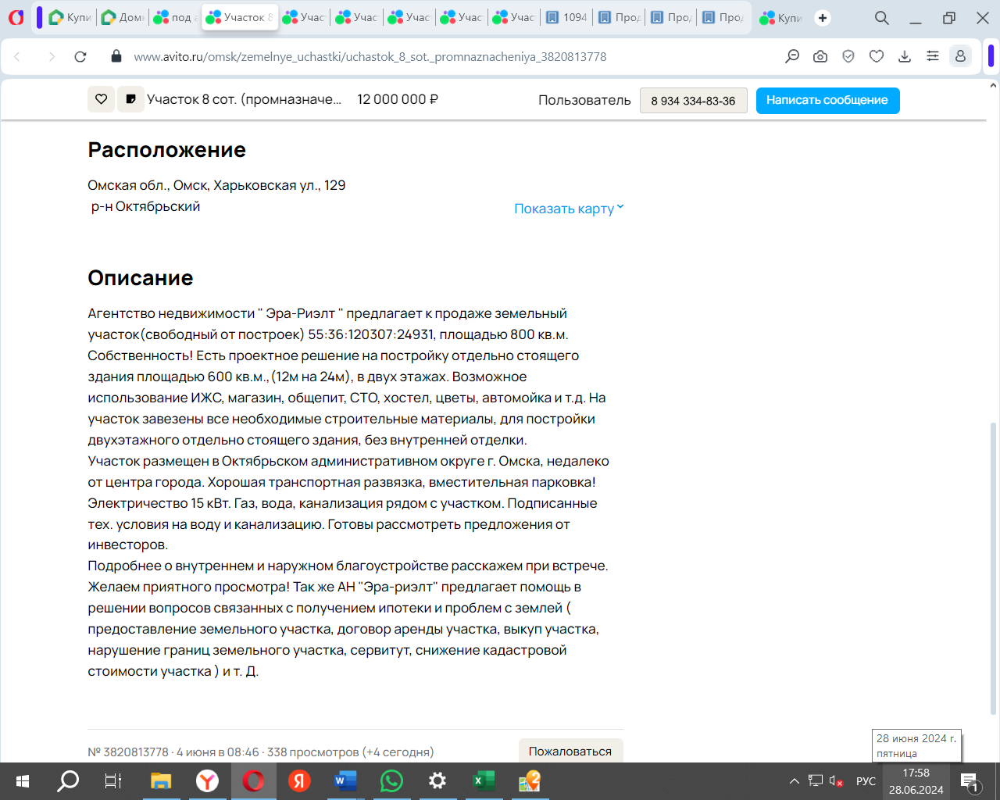 Купи
Домк
под а
Участок 8
Учас
Учас
Учас
Учас
Учас
1094
Прод
Прод
Прод
Купи
www.avito.ru/omsk/zemelnye_uchastki/uchastok_8_sot._promnaznacheniya_3820813778
Участок 8 сот. (промназначе...
12 000 000 ₽
Пользователь
8 934 334-83-36
Написать сообщение
Расположение
Омская обл., Омск, Харьковская ул., 129
р-н Октябрьский
Показать карту
Описание
Агентство недвижимости " Эра-Риэлт " предлагает к продаже земельный
участок(свободный от построек) 55:36:120307:24931, площадью 800 кв.м.
Собственность! Есть проектное решение на постройку отдельно стоящего
здания площадью 600 кв.м.,(12м на 24м), в двух этажах. Возможное
использование ИЖС, магазин, общепит, СТО, хостел, цветы, автомойка и т.д. На
участок завезены все необходимые строительные материалы, для постройки
двухэтажного отдельно стоящего здания, без внутренней отделки.
Участок размещен в Октябрьском административном округе г. Омска, недалеко
от центра города. Хорошая транспортная развязка, вместительная парковка!
Электричество 15 кВт. Газ, вода, канализация рядом с участком. Подписанные
тех. условия на воду и канализацию. Готовы рассмотреть предложения от
инвесторов.
Подробнее о внутреннем и наружном благоустройстве расскажем при встрече.
Желаем приятного просмотра! Так же АН "Эра-риэлт" предлагает помощь в
решении вопросов связанных с получением ипотеки и проблем с землей (
предоставление земельного участка, договор аренды участка, выкуп участка,
нарушение границ земельного участка, сервитут, снижение кадастровой
стоимости участка ) и т. Д.
№ 3820813778 · 4 июня в 08:46 · 338 просмотров (+4 сегодня)
Пожаловаться
28 июня 2024 г.
пятница
РУС
17:58
28.06.2024
1